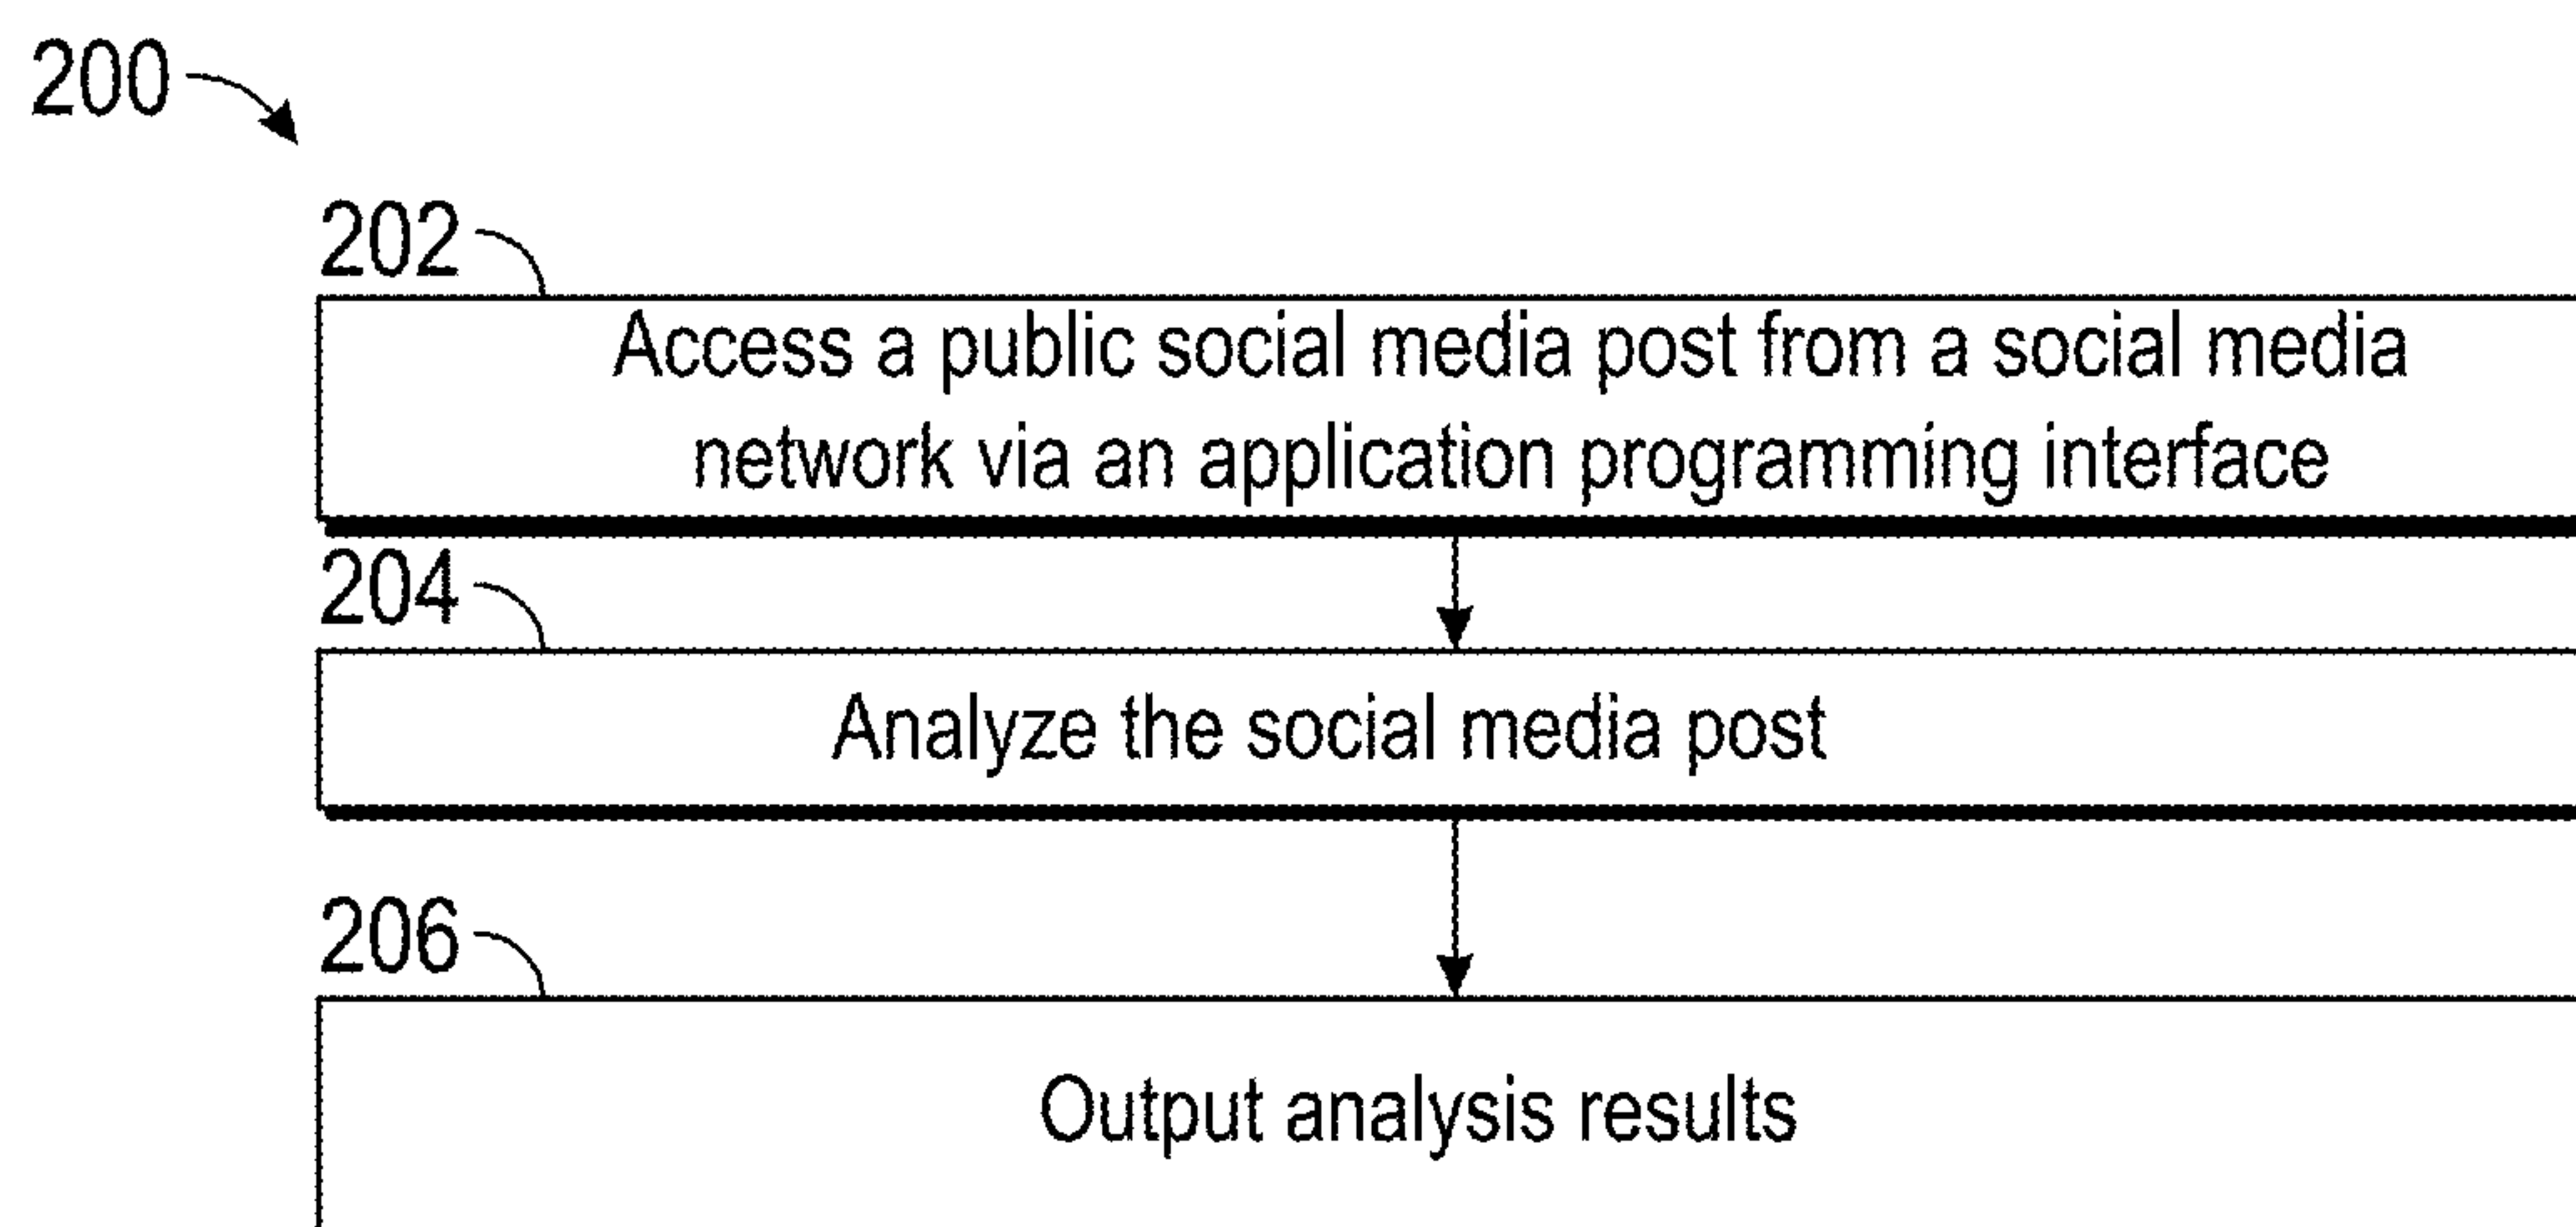 200
202
Access a public social media post from a social media
network via an application programming interface
204
Analyze the social media post
206
Output analysis results